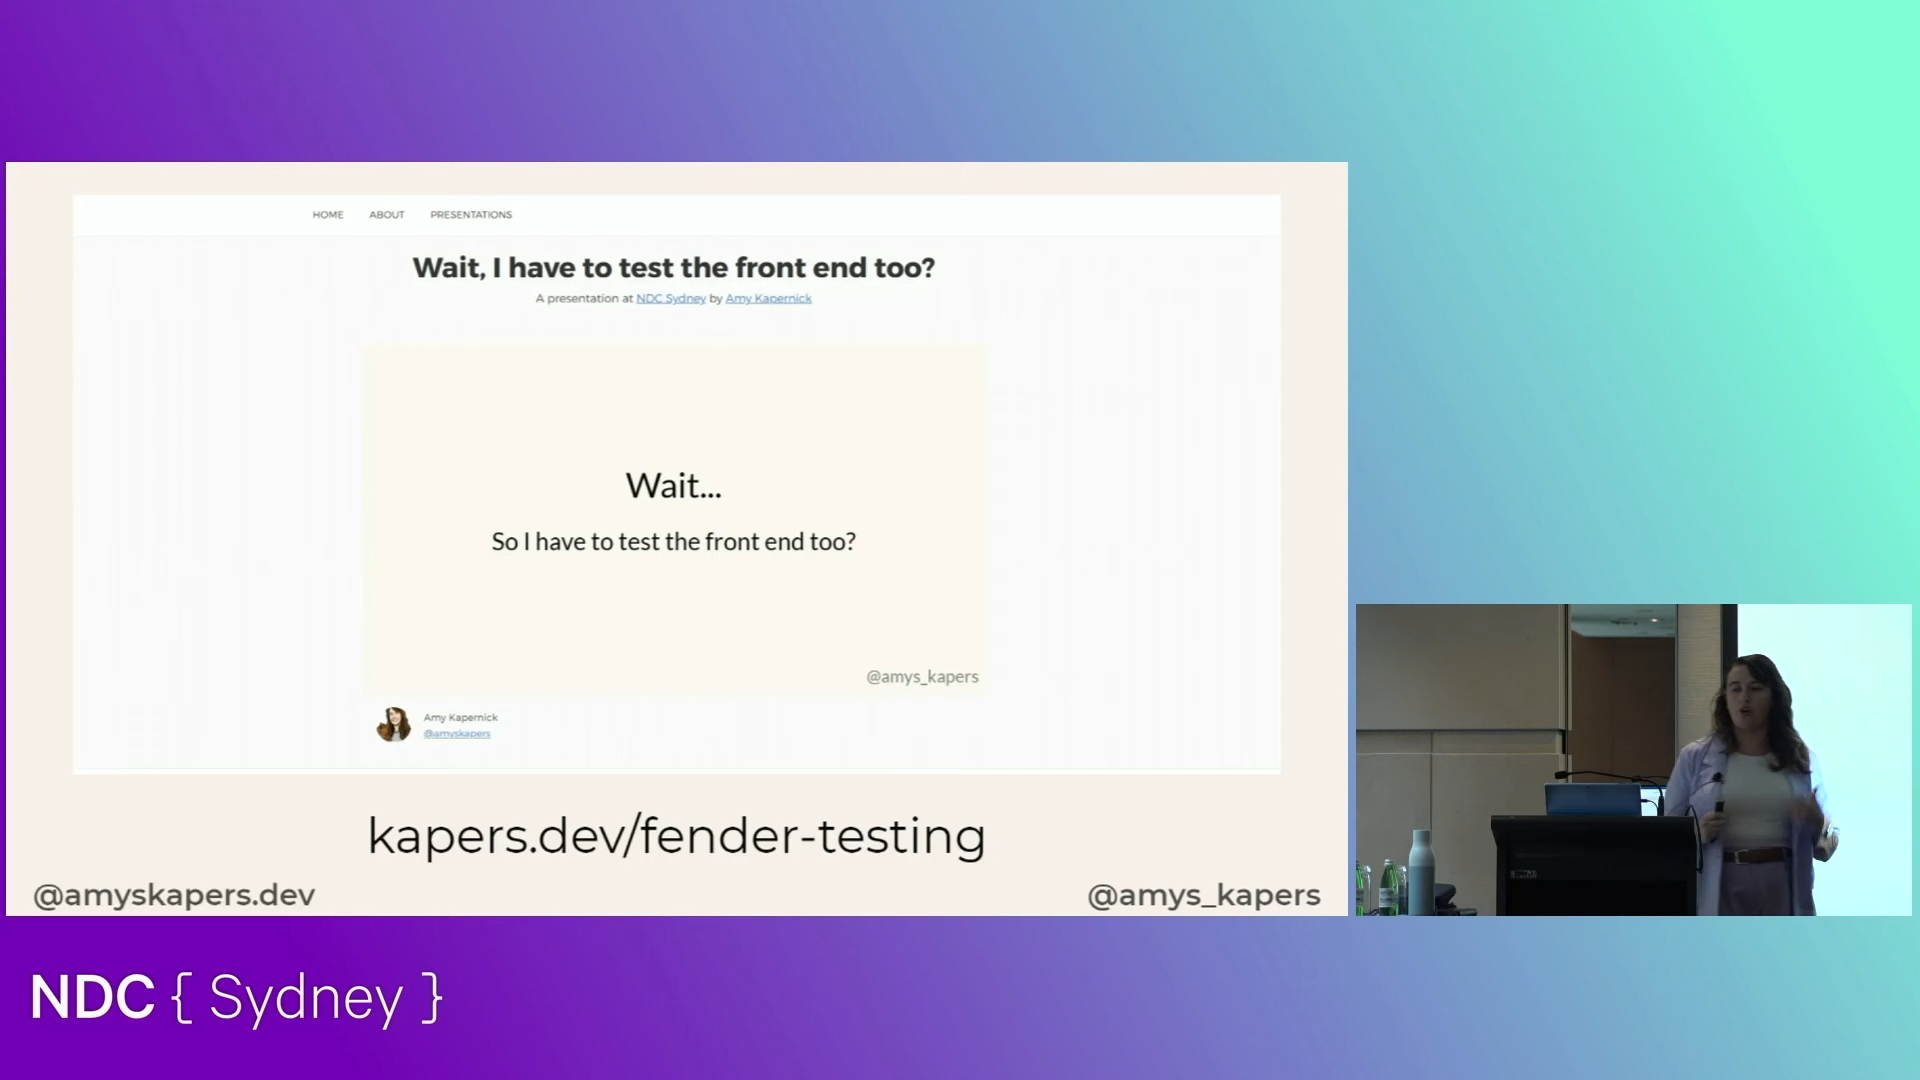 HOME ABOUT PRESENTATIONS
Wait, I have to test the front end too?
A presentation at NDC Sydney by Amy Kapernick
Wait...
So I have to test the front end too?
@amys_kapers
Amy Kapernick
@amyskapers
kapers.dev/fender-testing
@amyskapers.dev
@amys_kapers
NDC { Sydney }